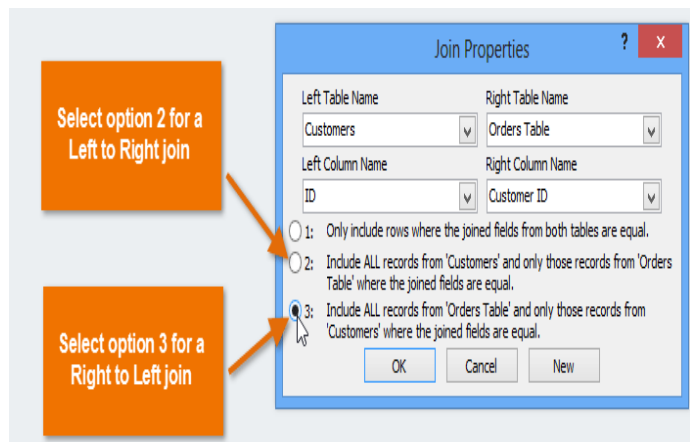 Join Properties
?
x
Select option 2 for a
Left to Right join
Left Table Name
Right Table Name
Customers
Orders Table
Left Column Name
Right Column Name
ID
Customer ID
1: Only include rows where the joined fields from both tables are equal.
2: Include ALL records from 'Customers' and only those records from 'Orders
Table' where the joined fields are equal.
3: Include ALL records from 'Orders Table' and only those records from
'Customers' where the joined fields are equal.
Select option 3 for a
Right to Left join
OK
Cancel
New